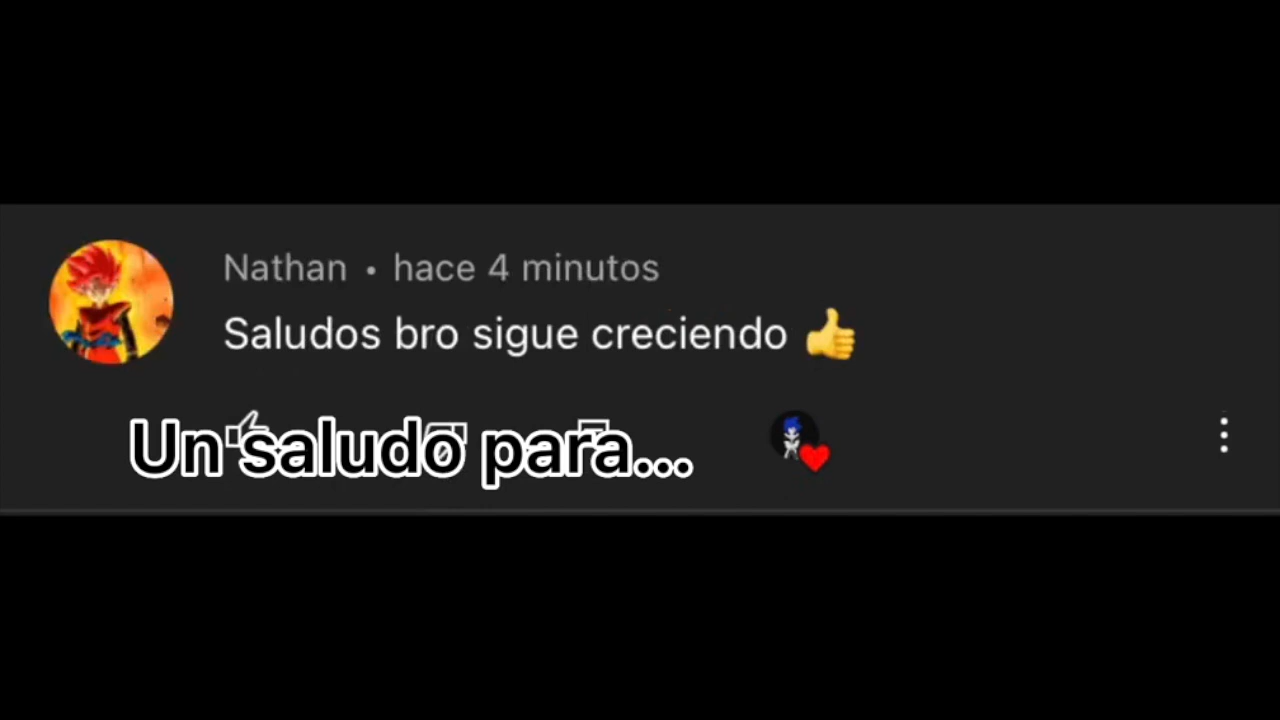 Nathan • hace 4 minutos
Saludos bro sigue creciendo 👍
Un saludo para...